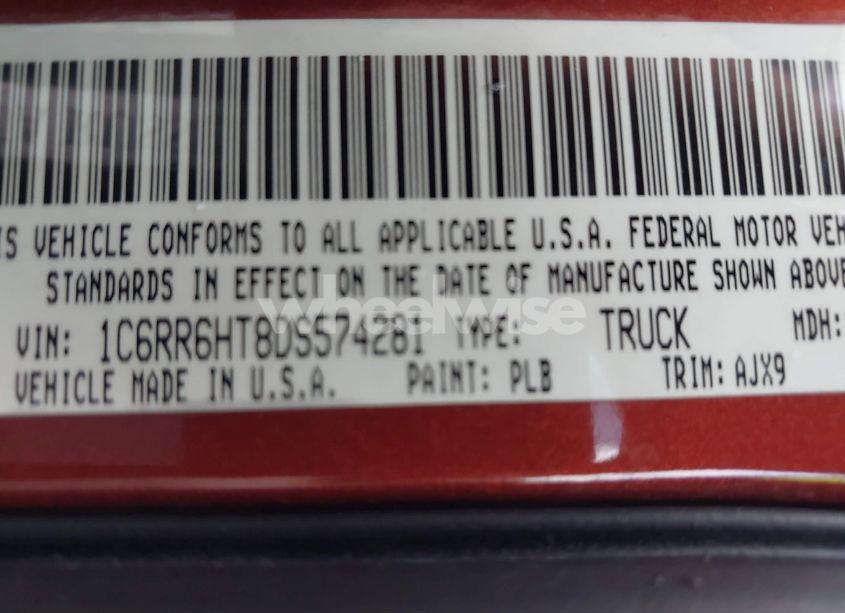 IS VEHICLE CONFORMS TO ALL APPLICABLE U.S.A. FEDERAL MOTOR VEH
STANDARDS IN EFFECT ON THE DATE OF MANUFACTURE SHOWN ABOVE
wheelwise
VIN: 1C6RR6HT8DS574281 TYPE: TRUCK MDH:
VEHICLE MADE IN U.S.A. PAINT: PLB TRIM: AJX9